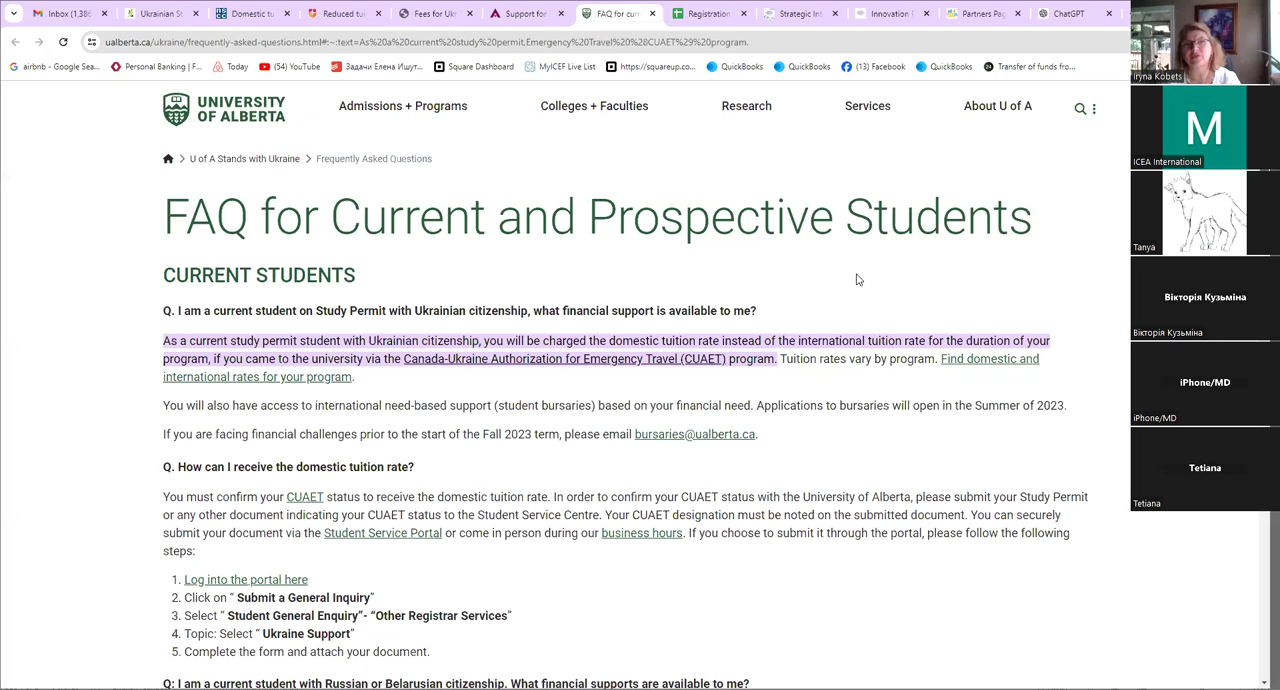 Inbox (1,386
Ukrainian St
Domestic tu
Reduced tui
Fees for Uk
Support for
FAQ for curr
Registration
Strategic Int
Innovation E
Partners Pag
ChatGPT
ualberta.ca/ukraine/frequently-asked-questions.html#:~:text=As%20a%20current%20study%20permit,Emergency%20Travel%20%28CUAET%29%20program.
airbnb - Google Sea...
Personal Banking | F...
Today
(54) YouTube
Задачи Елена Ишут...
Square Dashboard
MyICEF Live List
https://squareup.co...
QuickBooks
QuickBooks
(13) Facebook
QuickBooks
Transfer of funds fro...
UNIVERSITY
OF ALBERTA
Admissions + Programs
Colleges + Faculties
Research
Services
About U of A
U of A Stands with Ukraine
Frequently Asked Questions
FAQ for Current and Prospective Students
CURRENT STUDENTS
Q. I am a current student on Study Permit with Ukrainian citizenship, what financial support is available to me?
As a current study permit student with Ukrainian citizenship, you will be charged the domestic tuition rate instead of the international tuition rate for the duration of your
program, if you came to the university via the Canada-Ukraine Authorization for Emergency Travel (CUAET) program. Tuition rates vary by program. Find domestic and
international rates for your program.
You will also have access to international need-based support (student bursaries) based on your financial need. Applications to bursaries will open in the Summer of 2023.
If you are facing financial challenges prior to the start of the Fall 2023 term, please email bursaries@ualberta.ca.
Q. How can I receive the domestic tuition rate?
You must confirm your CUAET status to receive the domestic tuition rate. In order to confirm your CUAET status with the University of Alberta, please submit your Study Permit
or any other document indicating your CUAET status the Student Service Centre. Your CUAET designation must be noted on the submitted document. You can securely
submit your document via the Student Service Portal or come in person during our business hours. If you choose to submit it through the portal, please follow the following
steps:
1. Log into the portal here
2. Click on “ Submit a General Inquiry”
3. Select “ Student General Enquiry”- “Other Registrar Services”
4. Topic: Select “ Ukraine Support”
5. Complete the form and attach your document.
Q: I am a current student with Russian or Belarusian citizenship. What financial supports are available to me?
Iryna Kobets
M
ICEA International
Tanya
Вікторія Кузьміна
Вікторія Кузьміна
iPhone/MD
iPhone/MD
Tetiana
Tetiana